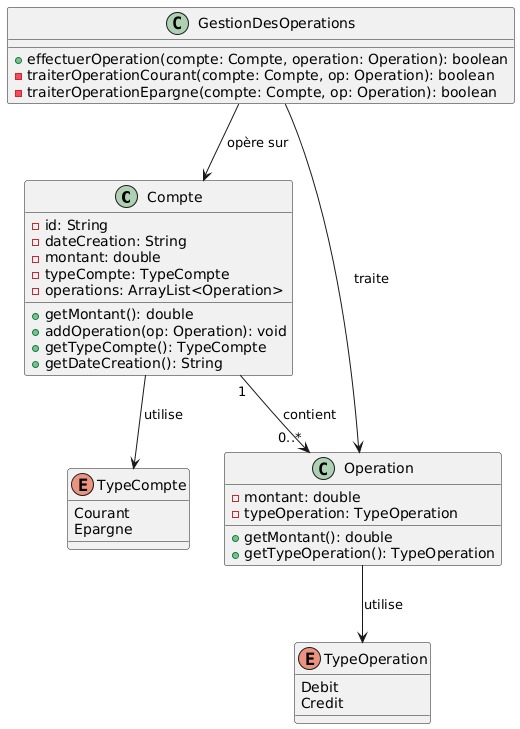 C GestionDesOperations
effectuerOperation(compte: Compte, operation: Operation): boolean
traiterOperationCourant(compte: Compte, op: Operation): boolean
traiterOperationEpargne(compte: Compte, op: Operation): boolean
opère sur
C Compte
id: String
dateCreation: String
montant: double
typeCompte: TypeCompte
operations: ArrayList<Operation>
getMontant(): double
addOperation(op: Operation): void
getTypeCompte(): TypeCompte
getDateCreation(): String
traite
1
utilise
contient
0..*
E TypeCompte
Courant
Epargne
C Operation
montant: double
typeOperation: TypeOperation
getMontant(): double
getTypeOperation(): TypeOperation
utilise
E TypeOperation
Debit
Credit